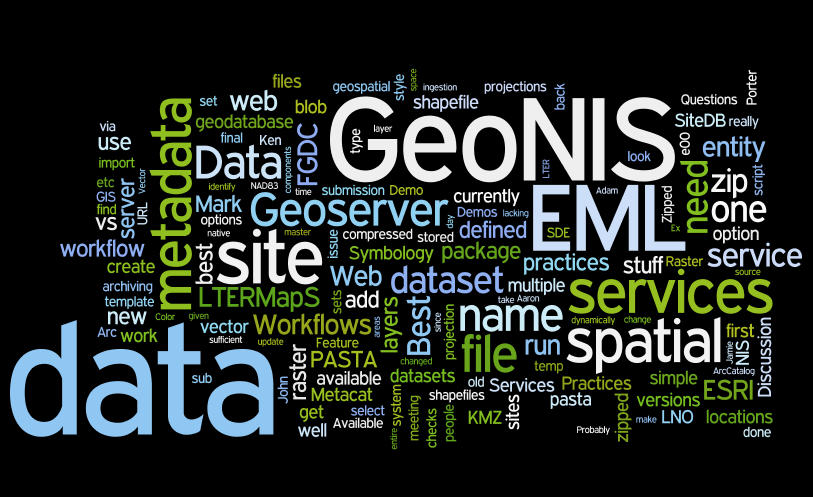 files
geospatial
style
space
ingestion
projections
back
Porter
set
web
blob
shapefile
Questions
geodatabase
GeoNIS
SiteDB
really
via
use
metadata
final
Ken
FGDC
type
layer
LTER
look
e00
entity
import
Data
components
identify
NAD83
time
submission
Demo
currently
Adam
Zipped
need
zip
script
etc
GIS
find
vs
server
URL
vector
Mark
options
native
Geoserver
day
Demos
lacking
defined
EML
SDE
Ex
one
option
master
compressed
stored
workflow
create
best
site
issue
Symbology
package
practices
stuff
Raster
service
source
archiving
template
new
LTERMapS
Web
sets
add
dataset
multiple
take
Aaron
services
Color
given
Arc
work
vector
sufficient
Workflows
update
areas
layers
Best
since
projection
name
dynamically
change
first
data
sub
Feature
PASTA
changed
file
run
temp
spatial
Jamie
NIS
ArcCatalog
Discussion
John
raster
available
Metacat
datasets
old
Services
Practices
simple
ESRI
versions
get
select
system
shapefiles
pasta
well
Available
entire
meeting
checks
people
KMZ
sites
Probably
zipped
make
LNO
locations
done